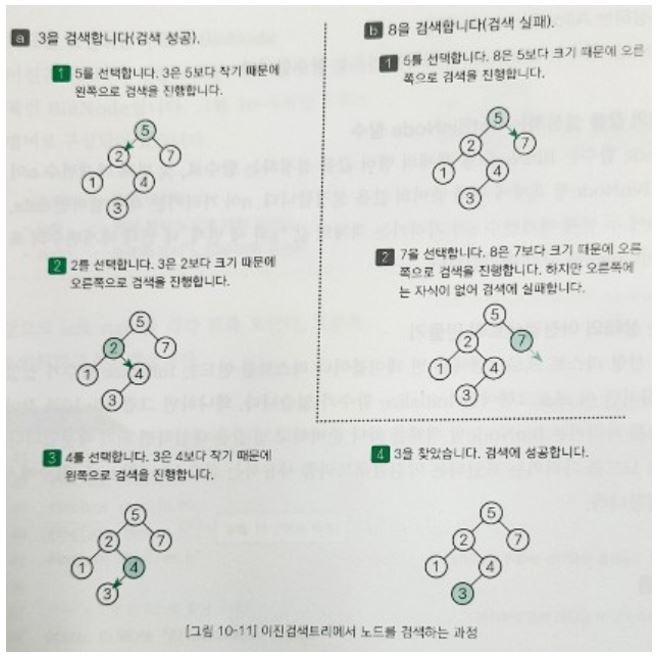 a 3을 검색합니다(검색 성공).
1 5를 선택합니다. 3은 5보다 작기 때문에
왼쪽으로 검색을 진행합니다.
5
2 7
1 4
3
2 2를 선택합니다. 3은 2보다 크기 때문에
오른쪽으로 검색을 진행합니다.
5
2 7
1 4
3
b 8을 검색합니다(검색 실패).
1 5를 선택합니다. 8은 5보다 크기 때문에 오른
쪽으로 검색을 진행합니다.
5
2 7
1 4
3
2 7을 선택합니다. 8은 7보다 크기 때문에 오른
쪽으로 검색을 진행합니다. 하지만 오른쪽에
는 자식이 없어 검색에 실패합니다.
5
2 7
1 4
3
3 4를 선택합니다. 3은 4보다 작기 때문에
왼쪽으로 검색을 진행합니다.
5
2 7
1 4
3
4 3을 찾았습니다. 검색에 성공합니다.
5
2 7
1 4
3
[그림 10-11] 이진검색트리에서 노드를 검색하는 과정